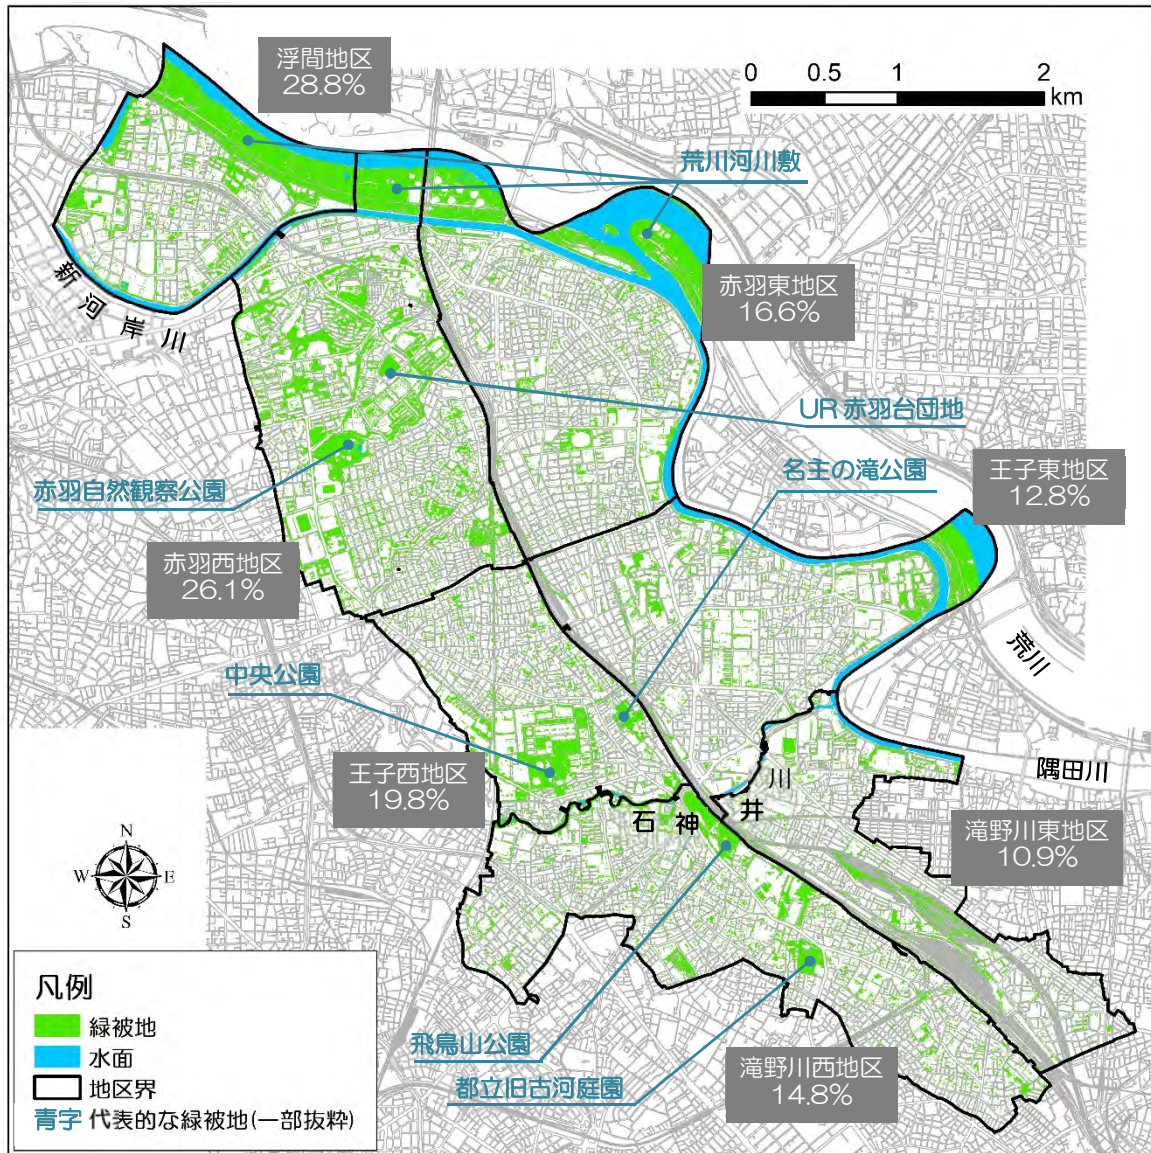 浮間地区
28.8%
0 0.5 1 2
km
荒川河川敷
赤羽東地区
16.6%
新河岸川
UR 赤羽台団地
名主の滝公園
王子東地区
12.8%
赤羽自然観察公園
赤羽西地区
26.1%
荒川
中央公園
王子西地区
19.8%
隅田川
石神井川
滝野川東地区
10.9%
N
W E
S
飛鳥山公園
都立旧古河庭園
滝野川西地区
14.8%
凡例
緑被地
水面
地区界
青字 代表的な緑被地(一部抜粋)